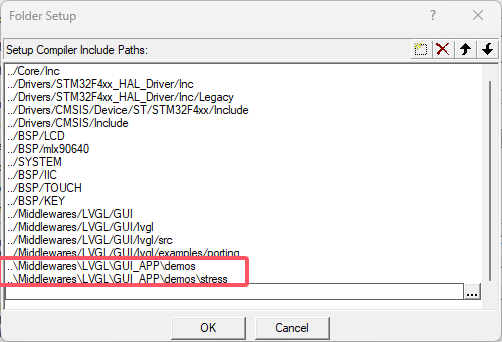 Folder Setup
?
Setup Compiler Include Paths:
../Core/Inc
../Drivers/STM32F4xx_HAL_Driver/Inc
../Drivers/STM32F4xx_HAL_Driver/Inc/Legacy
../Drivers/CMSIS/Device/ST/STM32F4xx/Include
../Drivers/CMSIS/Include
../BSP/LCD
../BSP/mlx90640
../SYSTEM
../BSP/IIC
../BSP/TOUCH
../BSP/KEY
../Middlewares/LVGL/GUI
../Middlewares/LVGL/GUI/lvgl
../Middlewares/LVGL/GUI/lvgl/src
../Middlewares/LVGL/GUI/lvgl/examples/porting
..\Middlewares\LVGL\GUI_APP\demos
..\Middlewares\LVGL\GUI_APP\demos\stress
...
OK
Cancel